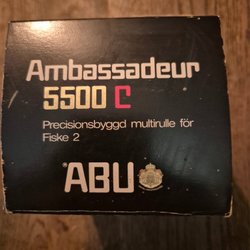 Ambassadeur
5500 C
Precisionsbyggd multirulle för
Fiske 2
ABU